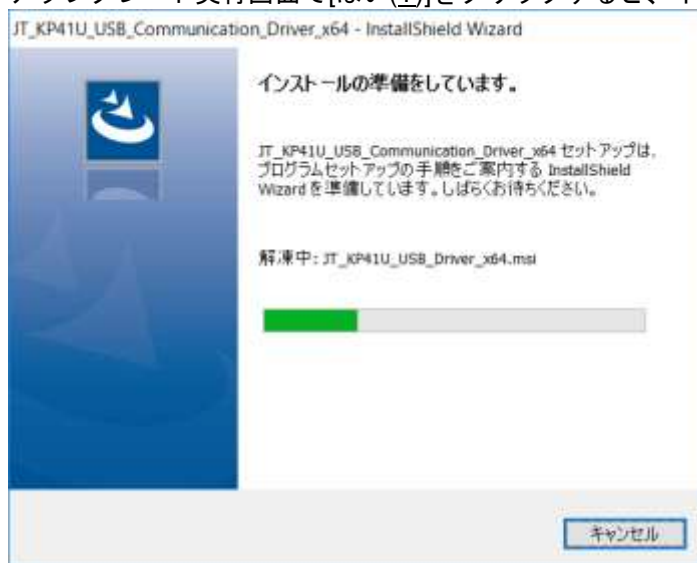 JT_KP41U_USB_Communication_Driver_x64 - InstallShield Wizard
インストールの準備をしています。
JT_KP41U_USB_Communication_Driver_x64 セットアップは、
プログラムセットアップの手順をご案内する InstallShield
Wizard を準備しています。しばらくお待ちください。
解凍中: JT_KP41U_USB_Driver_x64.msi
キャンセル